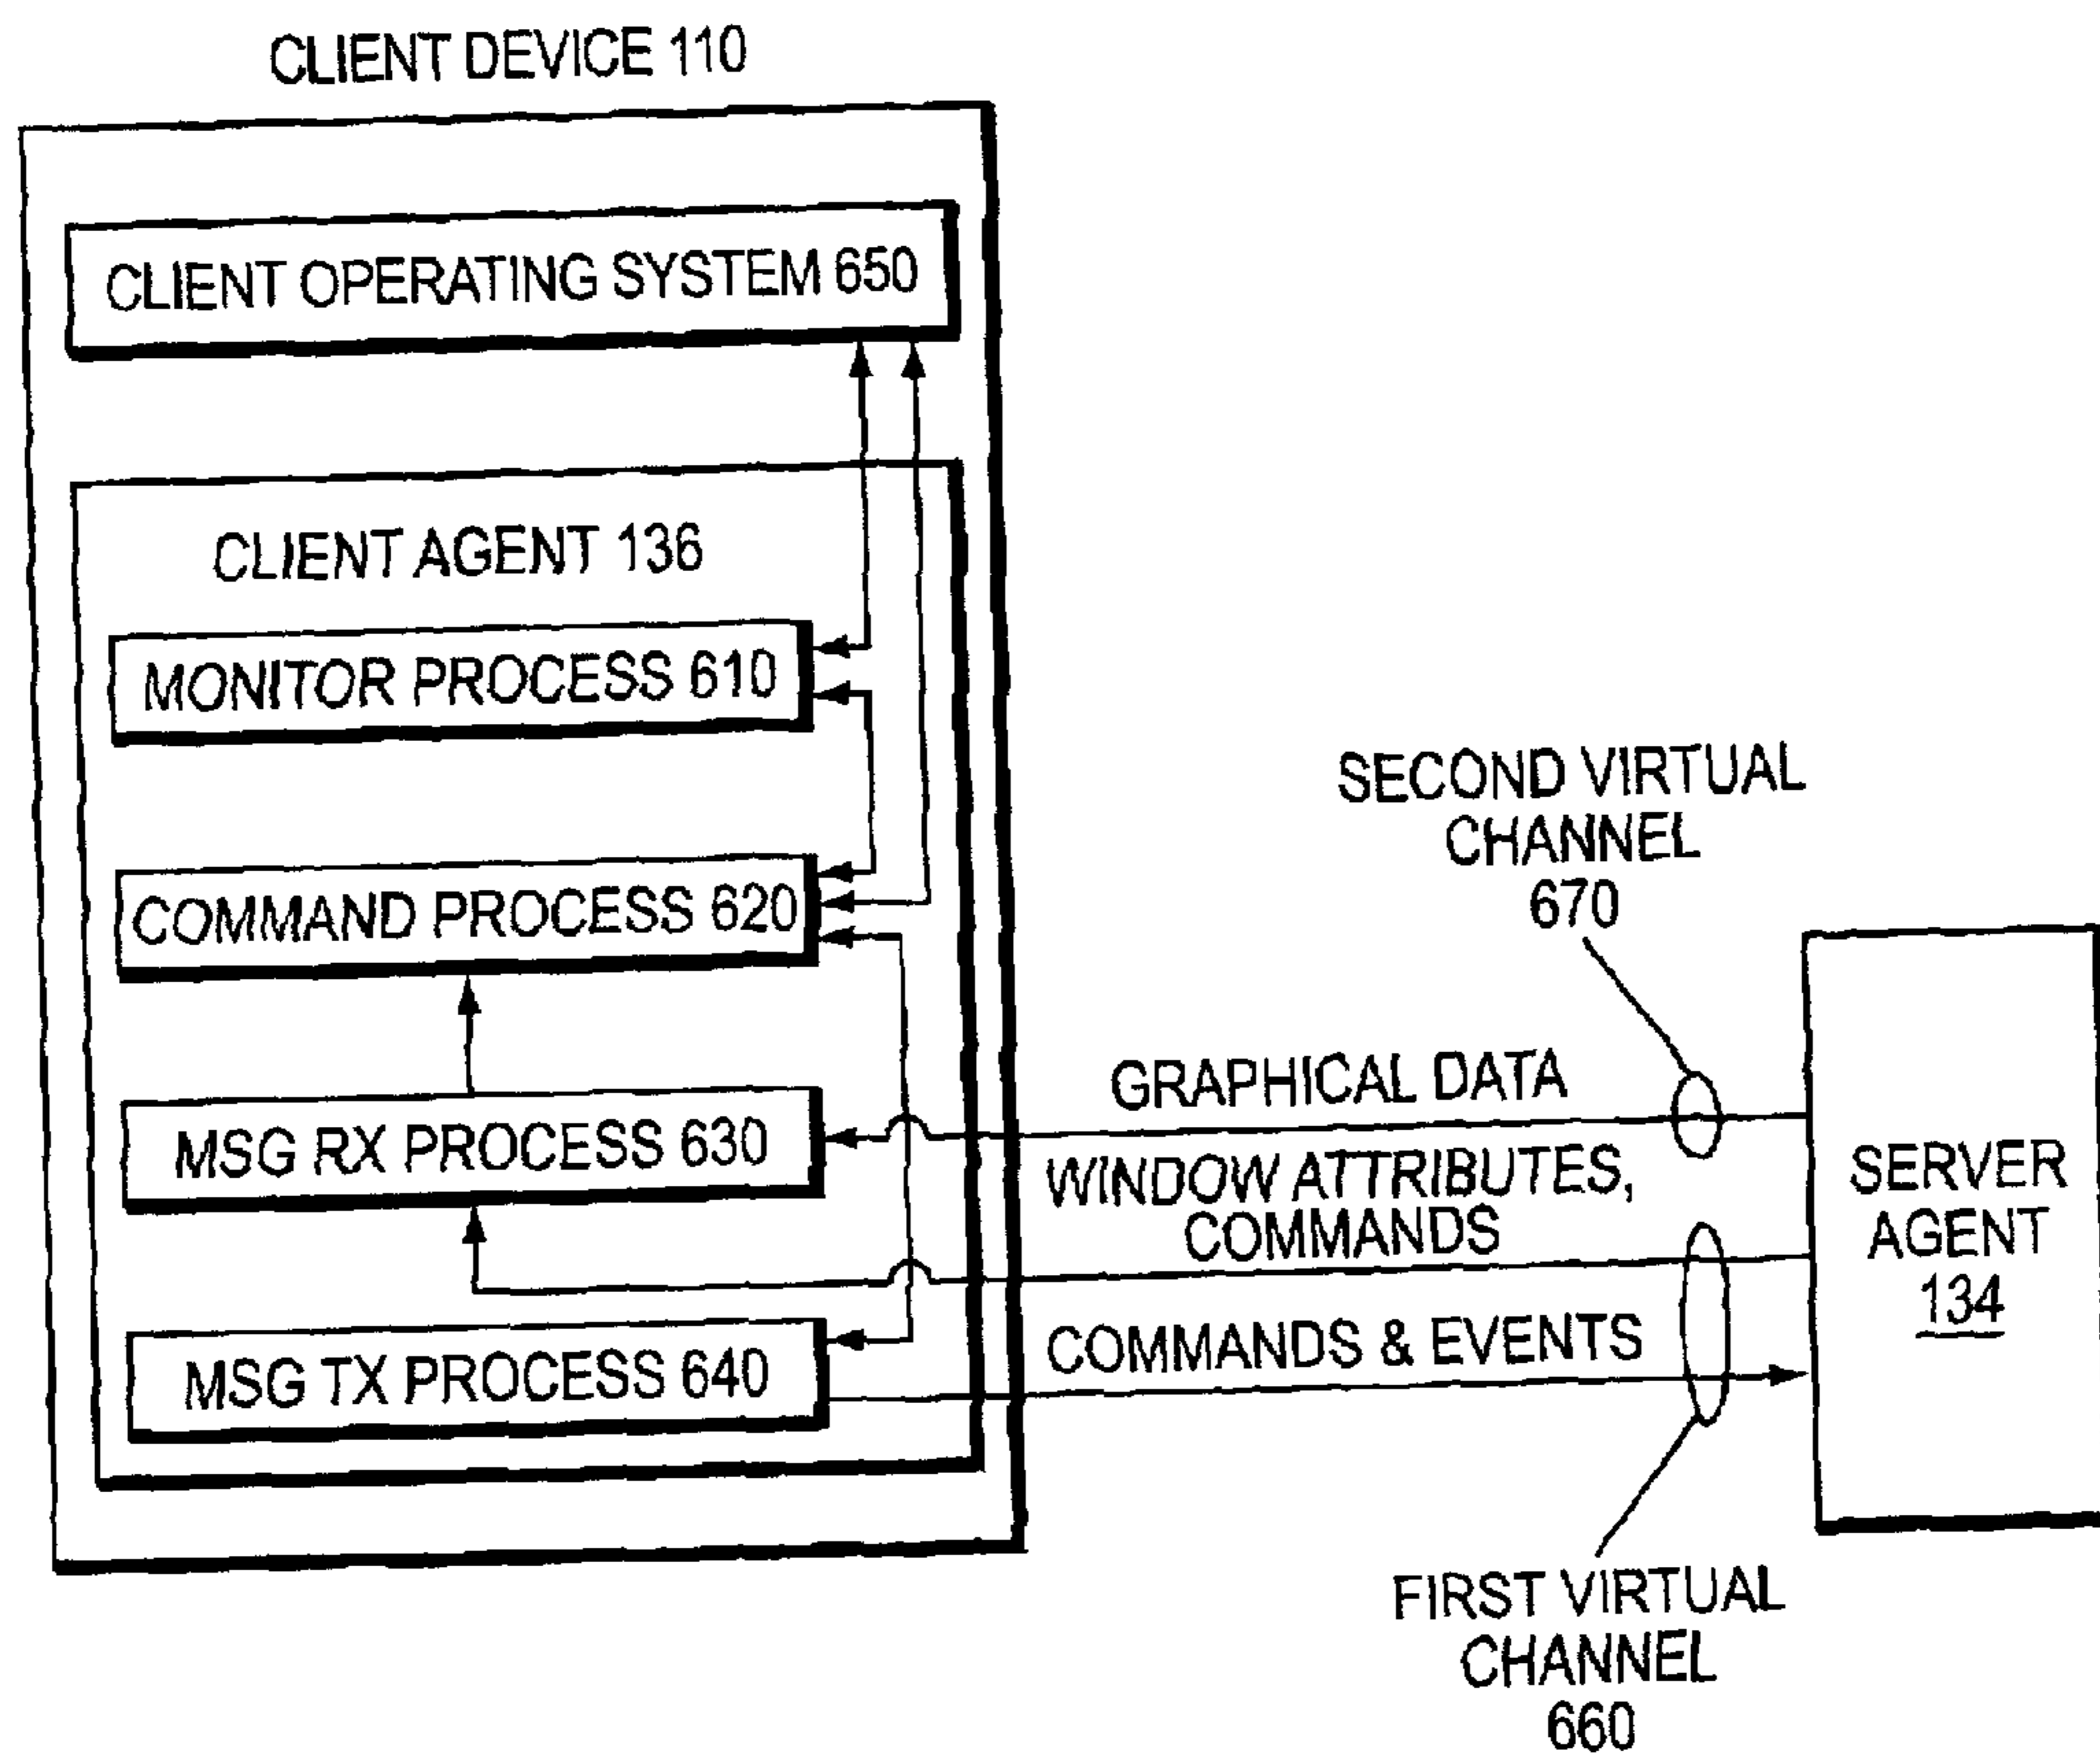 CLIENT DEVICE 110
CLIENT OPERATING SYSTEM 650
CLIENT AGENT 136
MONITOR PROCESS 610
COMMAND PROCESS 620
MSG RX PROCESS 630
MSG TX PROCESS 640
SECOND VIRTUAL
CHANNEL
670
GRAPHICAL DATA
WINDOW ATTRIBUTES,
COMMANDS
COMMANDS & EVENTS
SERVER
AGENT
134
FIRST VIRTUAL
CHANNEL
660